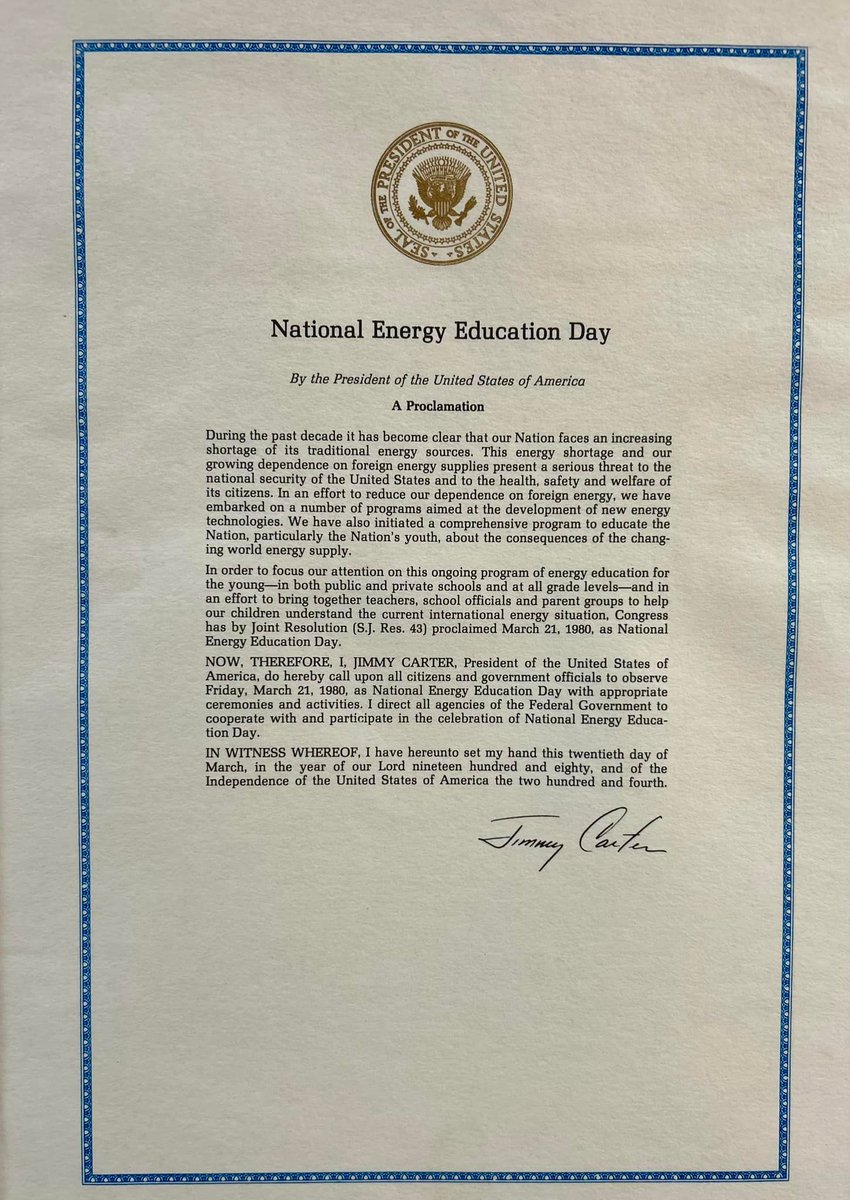 SEAL OF THE PRESIDENT OF THE UNITED STATES
National Energy Education Day
By the President of the United States of America
A Proclamation
During the past decade it has become clear that our Nation faces an increasing
shortage of its traditional energy sources. This energy shortage and our
growing dependence on foreign energy supplies present a serious threat to the
national security of the United States and to the health, safety and welfare of
its citizens. In an effort to reduce our dependence on foreign energy, we have
embarked on a number of programs aimed at the development of new energy
technologies. We have also initiated a comprehensive program to educate the
Nation, particularly the Nation's youth, about the consequences of the chang-
ing world energy supply.
In order to focus our attention on this ongoing program of energy education for
the young—in both public and private schools and at all grade levels—and in
an effort to bring together teachers, school officials and parent groups to help
our children understand the current international energy situation, Congress
has by Joint Resolution (S.J. Res. 43) proclaimed March 21, 1980, as National
Energy Education Day.
NOW, THEREFORE, I, JIMMY CARTER, President of the United States of
America, do hereby call upon all citizens and government officials to observe
Friday, March 21, 1980, as National Energy Education Day with appropriate
ceremonies and activities. I direct all agencies of the Federal Government to
cooperate with and participate in the celebration of National Energy Educa-
tion Day.
IN WITNESS WHEREOF, I have hereunto set my hand this twentieth day of
March, in the year of our Lord nineteen hundred and eighty, and of the
Independence of the United States of America the two hundred and fourth.
Jimmy Carter